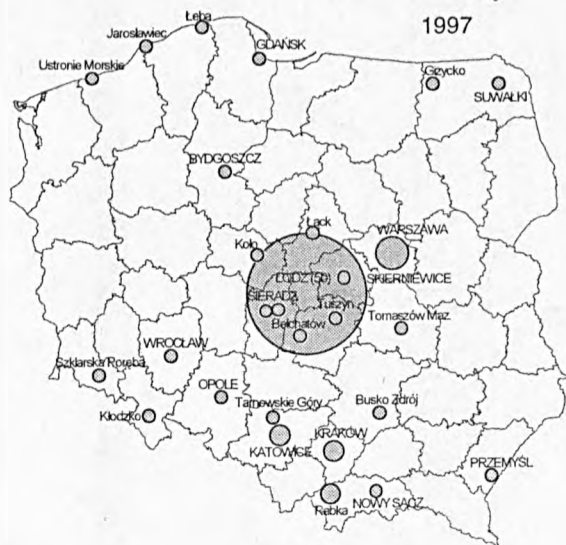 1997
Łeba
Jarosławiec
GDAŃSK
Ustronie Morskie
Giżycko
SUWAŁKI
BYDGOSZCZ
Łąck
WARSZAWA
Koło
ŁÓDŹ (50)
SKIERNIEWICE
SIERADZ
Tuszyn
Bełchatów
Tomaszów Maz.
WROCŁAW
Szklarska Poręba
OPOLE
Tarnowskie Góry
Busko Zdrój
Kłodzko
KRAKÓW
KATOWICE
PRZEMYŚL
Rabka
NOWY SĄCZ